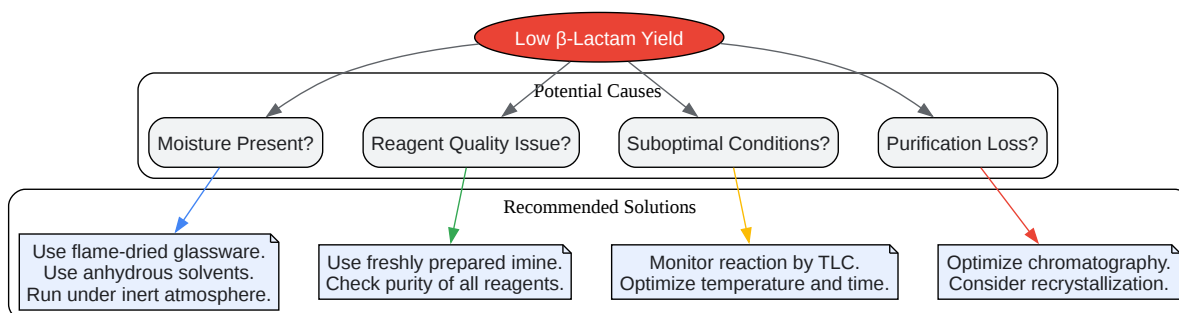 Low β-Lactam Yield
Potential Causes
Moisture Present?
Reagent Quality Issue?
Suboptimal Conditions?
Purification Loss?
Recommended Solutions
Use flame-dried glassware.
Use anhydrous solvents.
Run under inert atmosphere.
Use freshly prepared imine.
Check purity of all reagents.
Monitor reaction by TLC.
Optimize temperature and time.
Optimize chromatography.
Consider recrystallization.